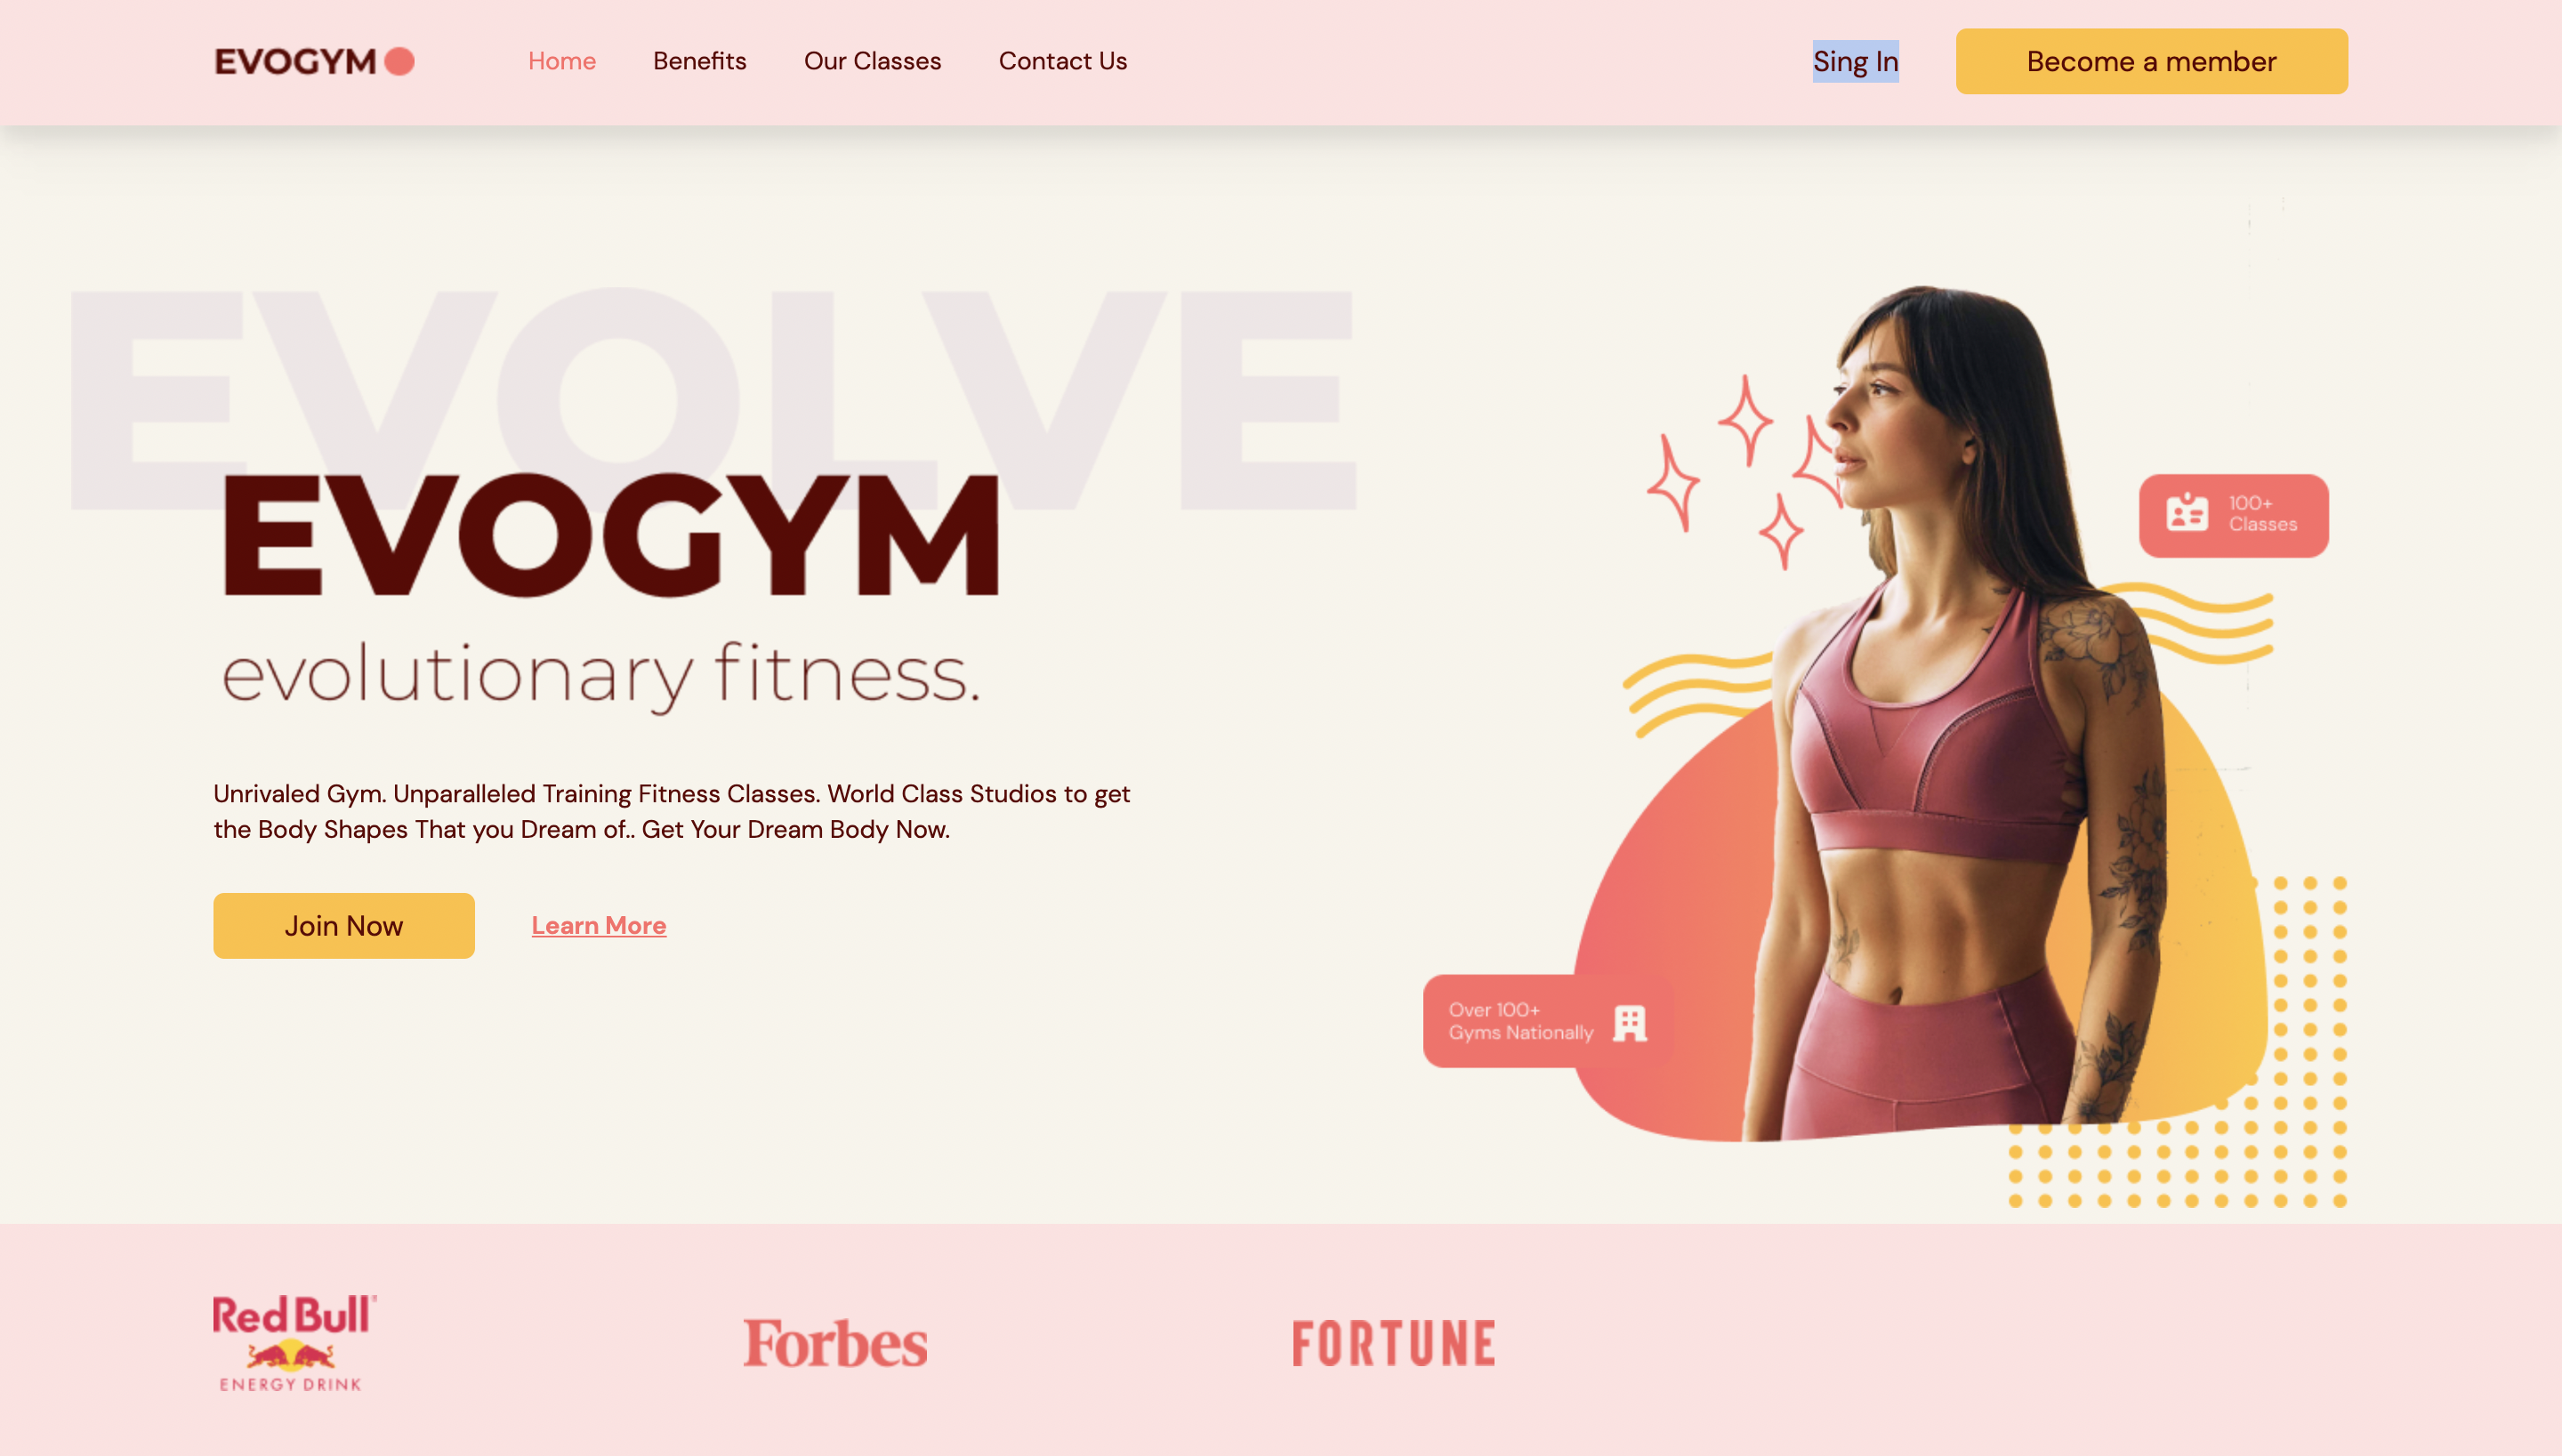 EVOGYM
Home
Benefits
Our Classes
Contact Us
Sing In
Become a member
EVOLVE
EVOGYM
evolutionary fitness.
100+
Classes
Unrivaled Gym. Unparalleled Training Fitness Classes. World Class Studios to get
the Body Shapes That you Dream of.. Get Your Dream Body Now.
Join Now
Learn More
Over 100+
Gyms Nationally
Red Bull
ENERGY DRINK
Forbes
FORTUNE